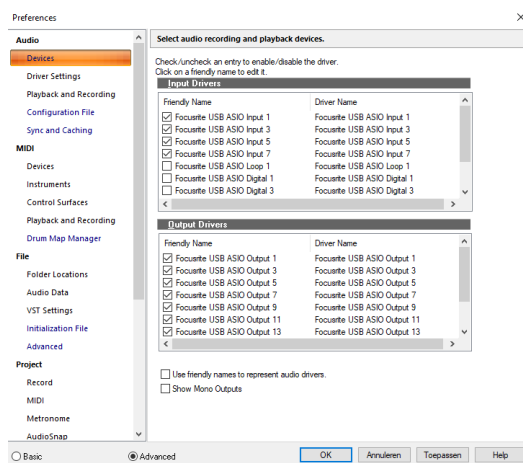 Preferences
Audio
Devices
Driver Settings
Playback and Recording
Configuration File
Sync and Caching
MIDI
Devices
Instruments
Control Surfaces
Playback and Recording
Drum Map Manager
File
Folder Locations
Audio Data
VST Settings
Initialization File
Advanced
Project
Record
MIDI
Metronome
AudioSnap
Select audio recording and playback devices.
Check/uncheck an entry to enable/disable the driver.
Click on a friendly name to edit it.
Input Drivers
Friendly Name Driver Name
Focusrite USB ASIO Input 1 Focusrite USB ASIO Input 1
Focusrite USB ASIO Input 3 Focusrite USB ASIO Input 3
Focusrite USB ASIO Input 5 Focusrite USB ASIO Input 5
Focusrite USB ASIO Input 7 Focusrite USB ASIO Input 7
Focusrite USB ASIO Loop 1 Focusrite USB ASIO Loop 1
Focusrite USB ASIO Digital 1 Focusrite USB ASIO Digital 1
Focusrite USB ASIO Digital 3 Focusrite USB ASIO Digital 3
Output Drivers
Friendly Name Driver Name
Focusrite USB ASIO Output 1 Focusrite USB ASIO Output 1
Focusrite USB ASIO Output 3 Focusrite USB ASIO Output 3
Focusrite USB ASIO Output 5 Focusrite USB ASIO Output 5
Focusrite USB ASIO Output 7 Focusrite USB ASIO Output 7
Focusrite USB ASIO Output 9 Focusrite USB ASIO Output 9
Focusrite USB ASIO Output 11 Focusrite USB ASIO Output 11
Focusrite USB ASIO Output 13 Focusrite USB ASIO Output 13
Use friendly names to represent audio drivers.
Show Mono Outputs
Basic Advanced OK Annuleren Toepassen Help